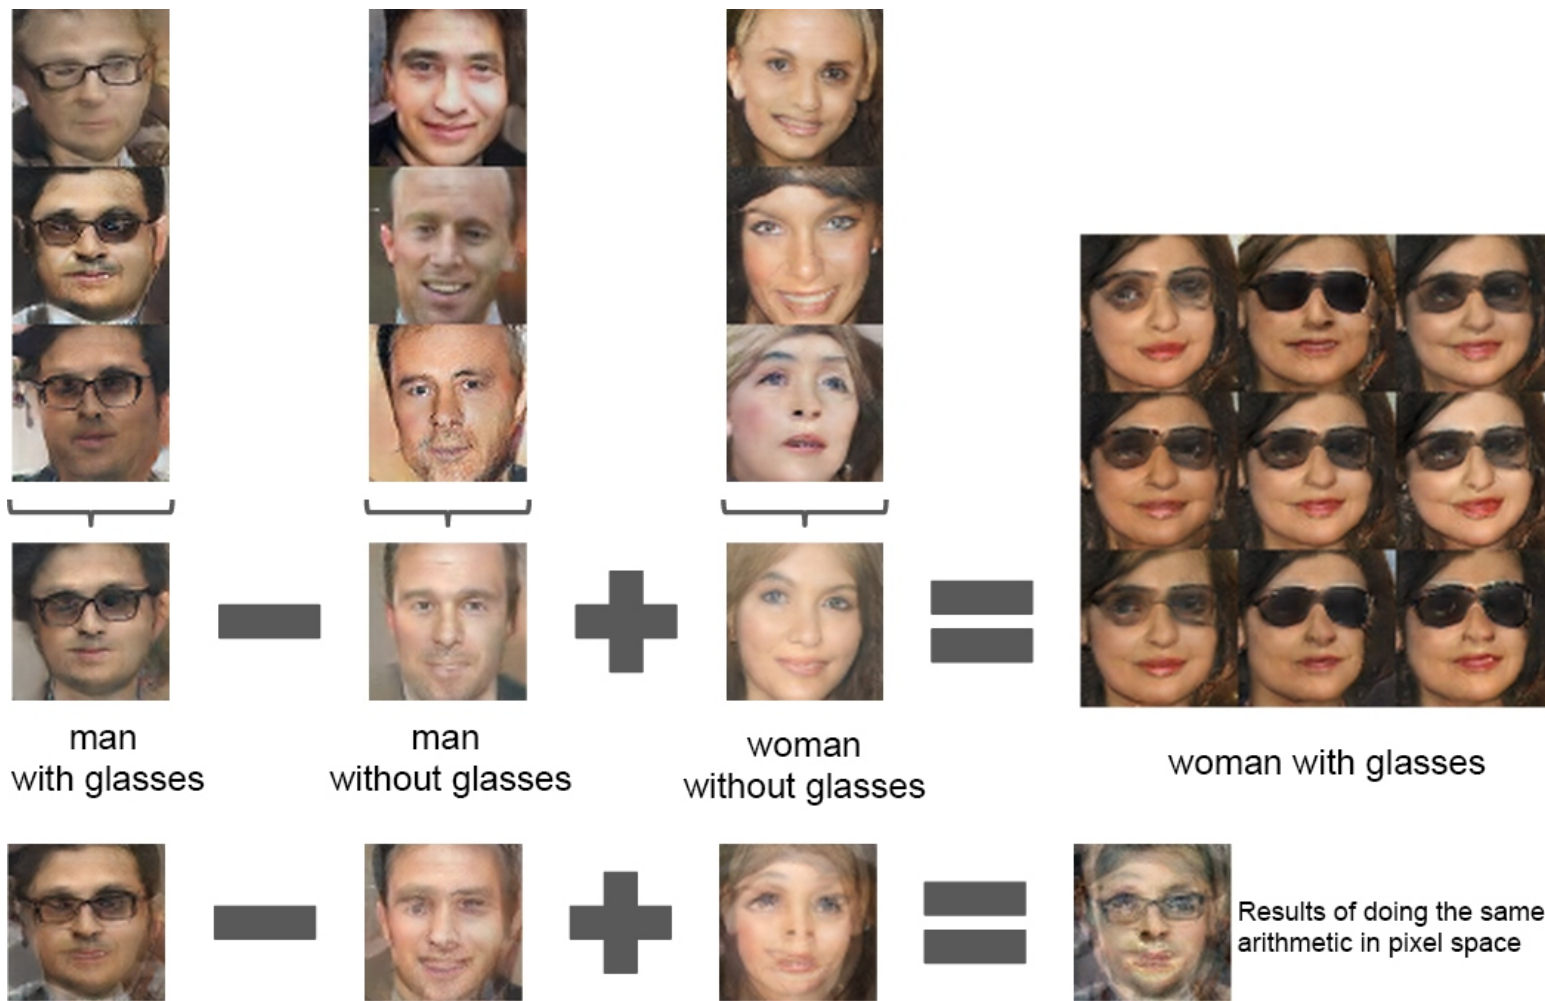 man
with glasses
man
without glasses
woman
without glasses
woman with glasses
Results of doing the same
arithmetic in pixel space